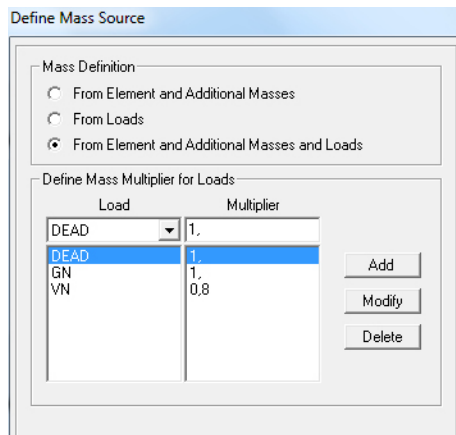 Define Mass Source
Mass Definition
From Element and Additional Masses
From Loads
From Element and Additional Masses and Loads
Define Mass Multiplier for Loads
Load Multiplier
DEAD 1,
DEAD 1,
GN 1,
VN 0,8
Add
Modify
Delete